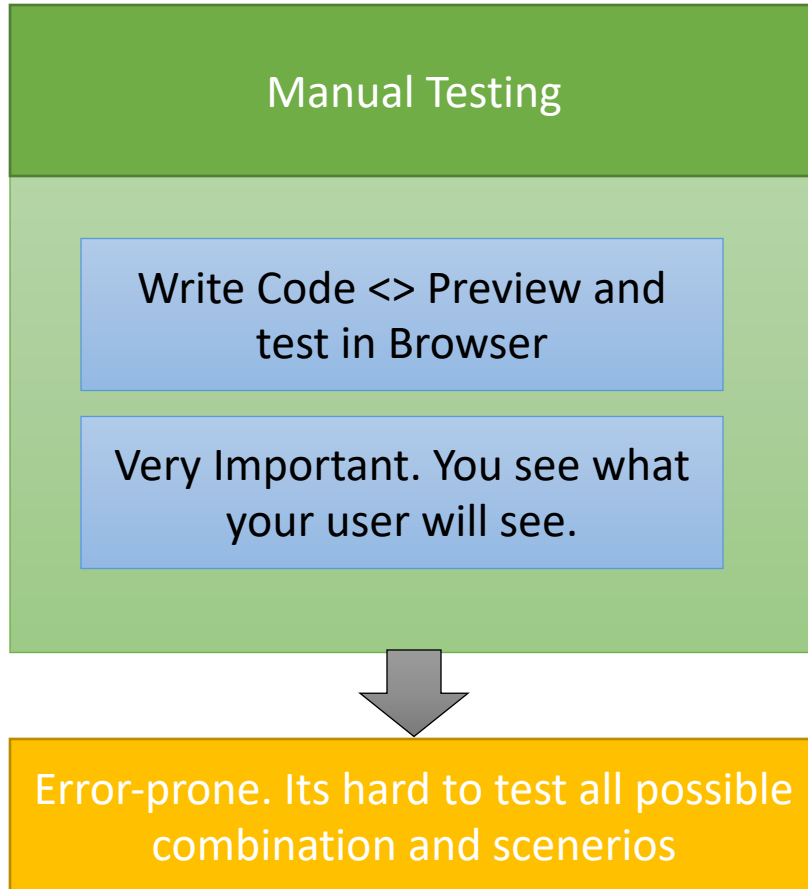 Manual Testing
Write Code <> Preview and
test in Browser
Very Important. You see what
your user will see.
Error-prone. Its hard to test all possible
combination and scenerios